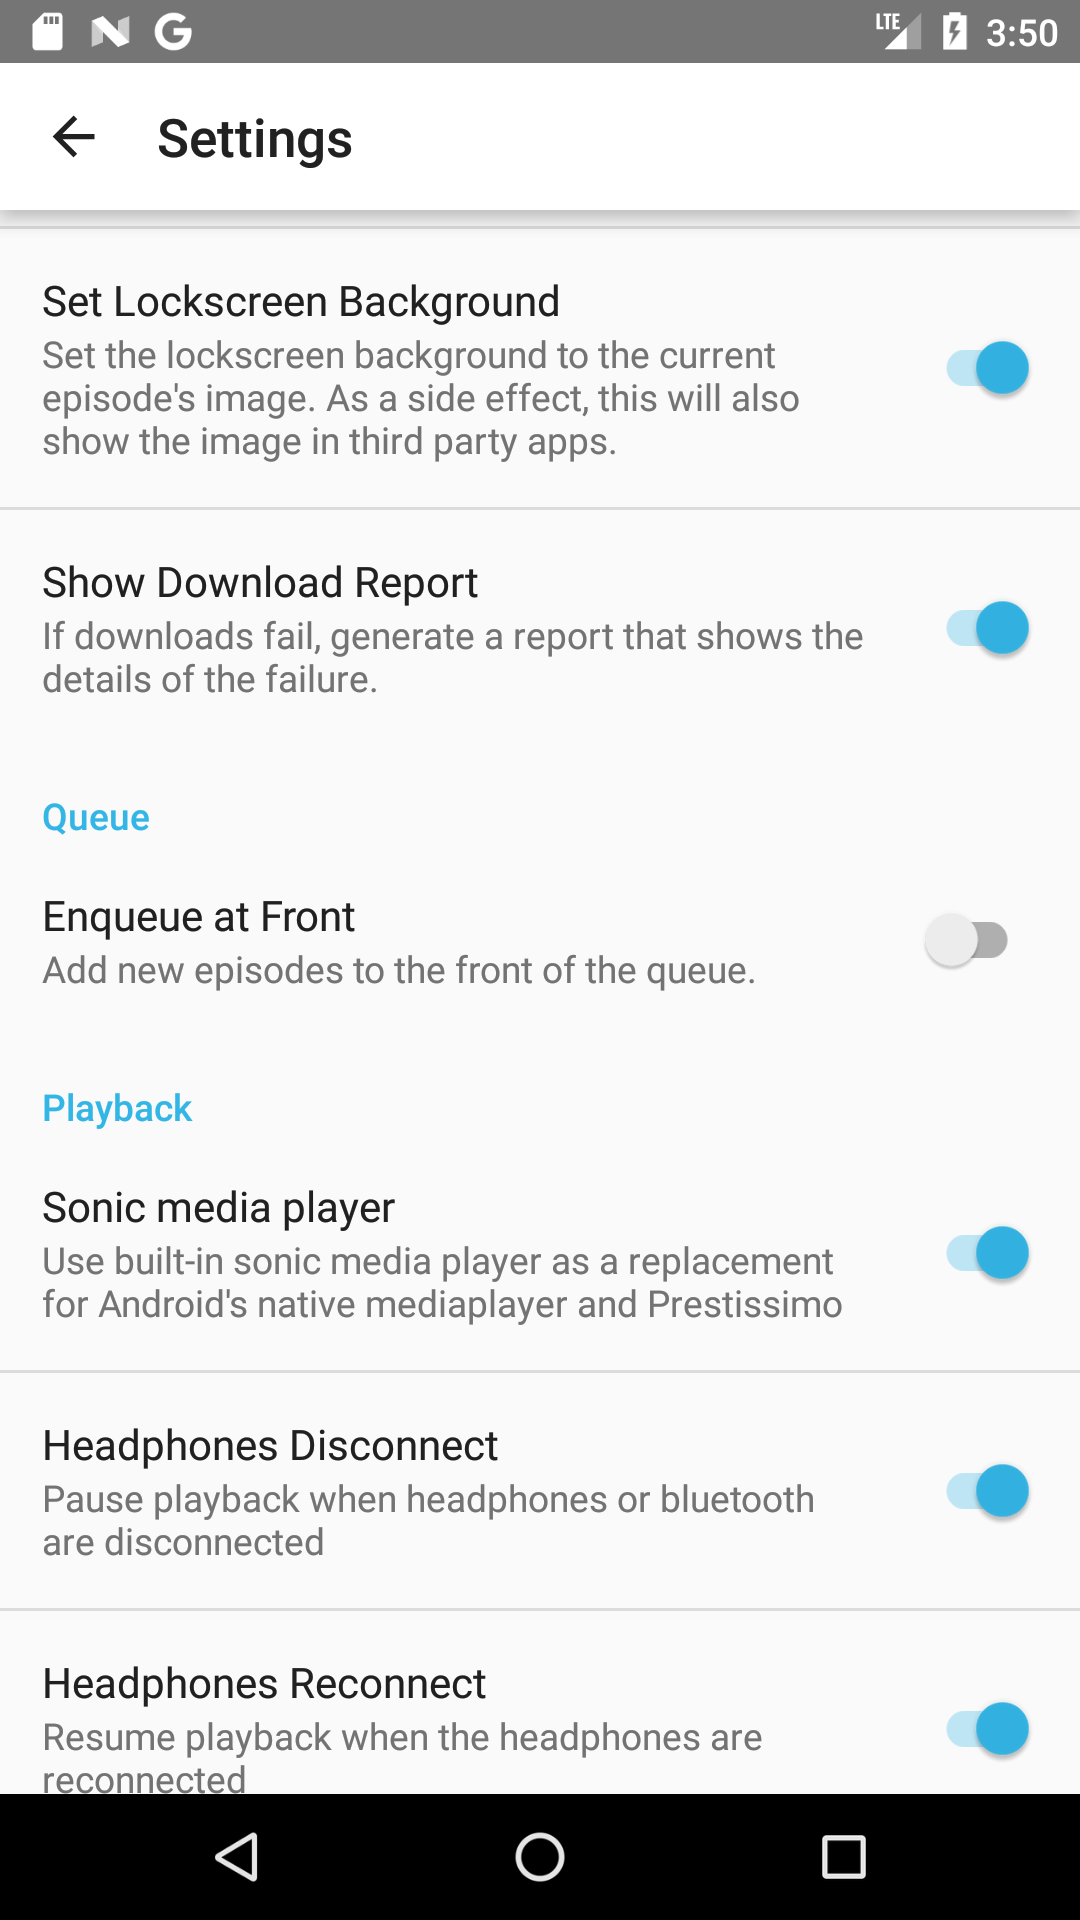 LTE 3:50
Settings
Set Lockscreen Background
Set the lockscreen background to the current
episode's image. As a side effect, this will also
show the image in third party apps.
Show Download Report
If downloads fail, generate a report that shows the
details of the failure.
Queue
Enqueue at Front
Add new episodes to the front of the queue.
Playback
Sonic media player
Use built-in sonic media player as a replacement
for Android's native mediaplayer and Prestissimo
Headphones Disconnect
Pause playback when headphones or bluetooth
are disconnected
Headphones Reconnect
Resume playback when the headphones are
reconnected